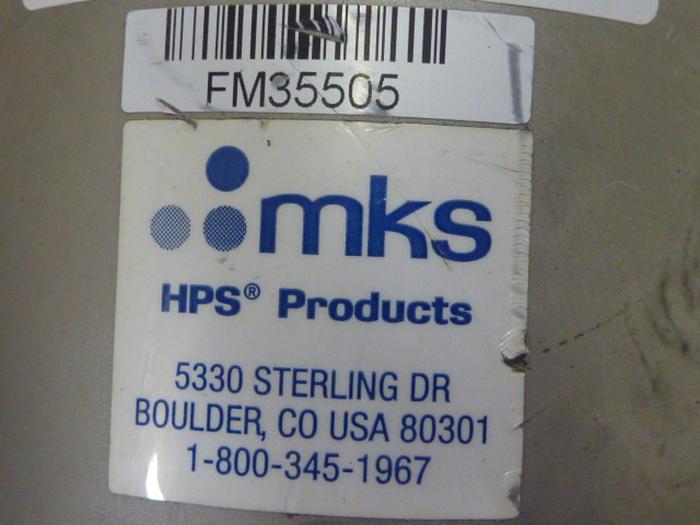 FM35505
mks
HPS® Products
5330 STERLING DR
BOULDER, CO USA 80301
1-800-345-1967